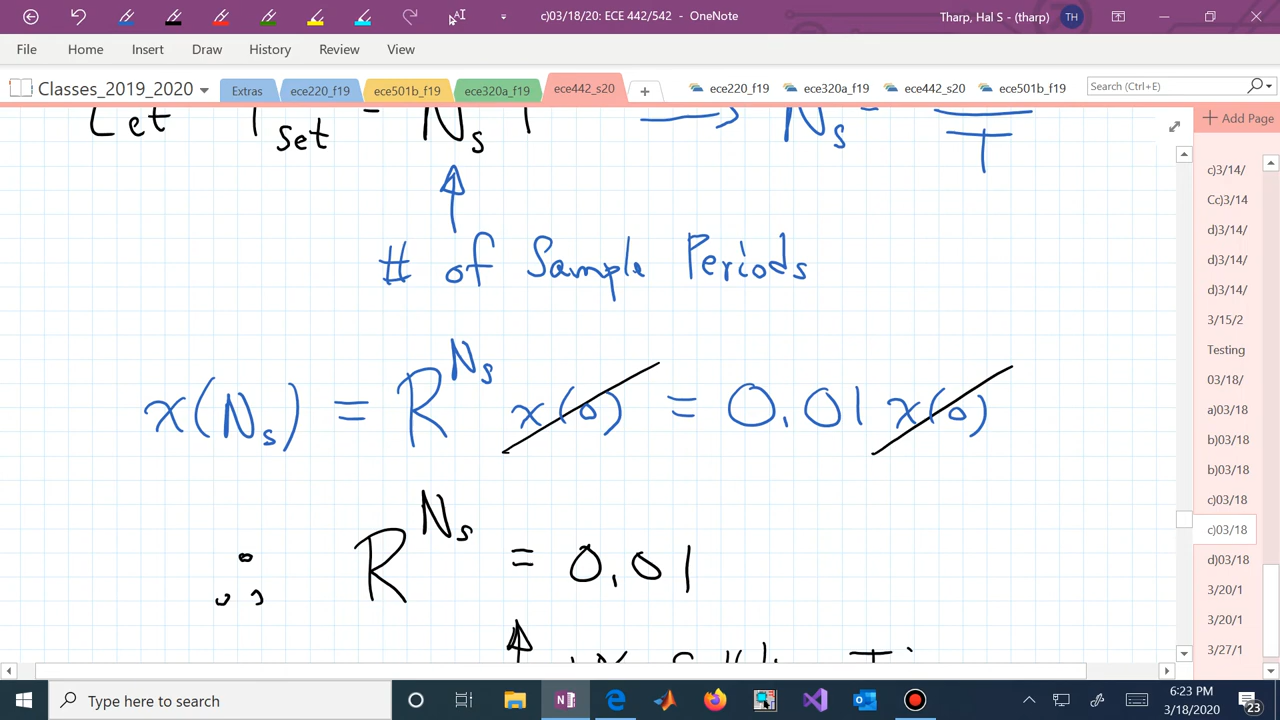 c)03/18/20: ECE 442/542 - OneNote
Tharp, Hal S - (tharp)
TH
File Home Insert Draw History Review View
Classes_2019_2020
Extras ece220_f19 ece501b_f19 ece320a_f19 ece442_s20 + ece220_f19 ece320a_f19 ece442_s20 ece501b_f19
Search (Ctrl+E)
Add Page
c)3/14/
Cc)3/14
d)3/14/
d)3/14/
d)3/14/
3/15/2
Testing
03/18/
a)03/18
b)03/18
b)03/18
c)03/18
c)03/18
d)03/18
3/20/1
3/20/1
3/27/1
Let T_set = N_s T → N_s = / T
# of Sample Periods
x(N_s) = R^N_s x(0) = 0.01 x(0)
∴ R^N_s = 0.01
Type here to search
6:23 PM
3/18/2020
23